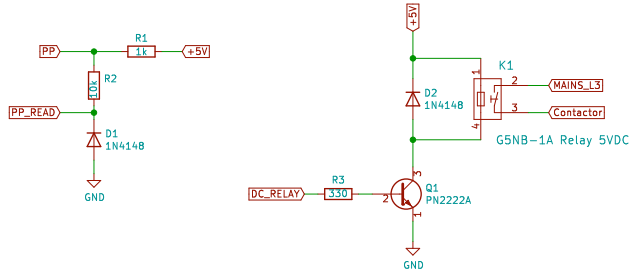 PP
R1
1k
+5V
R2
10k
PP_READ
D1
1N4148
GND
+5V
D2
1N4148
K1
1
2
3
4
MAINS_L3
Contactor
G5NB-1A Relay 5VDC
DC_RELAY
R3
330
2
3
1
Q1
PN2222A
GND